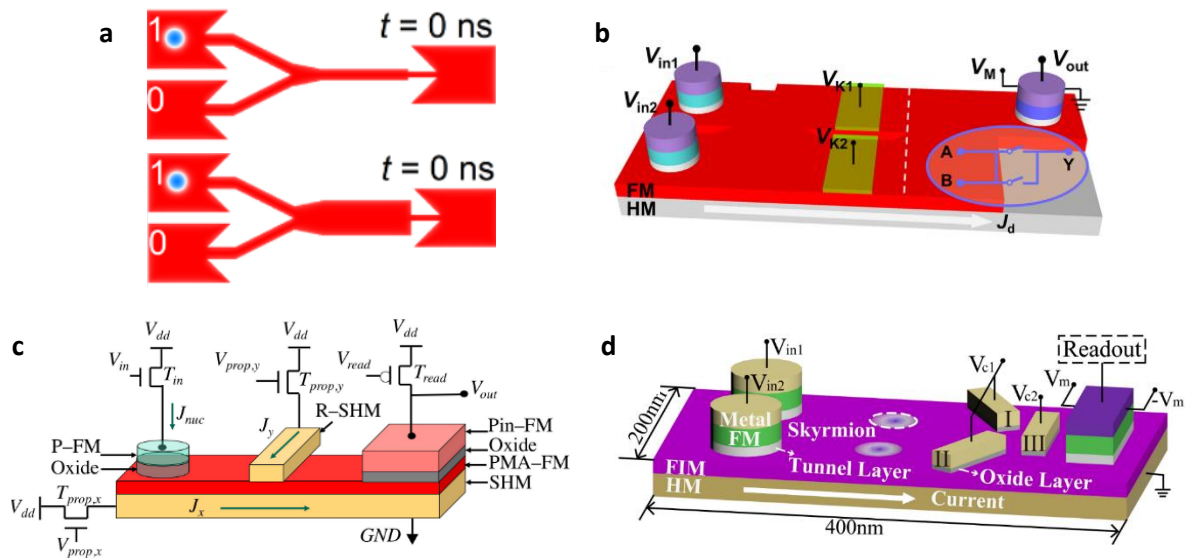 a
1
0
t = 0 ns
1
0
t = 0 ns
b
Vin1
Vin2
VK1
VK2
VM
Vout
A
B
Y
FM
HM
Jd
c
Vdd
Vin
Tin
Jnuc
P–FM
Oxide
Tprop,x
Vdd
Vprop,x
Jx
Vdd
Vprop,y
Tprop,y
R–SHM
Jy
Vdd
Vread
Tread
Vout
Pin–FM
Oxide
PMA–FM
SHM
GND
d
Vin1
Vin2
Metal
FM
Skyrmion
Tunnel Layer
Vc1
Vc2
I
II
III
Oxide Layer
Readout
Vm
-Vm
FIM
HM
Current
200nm
400nm